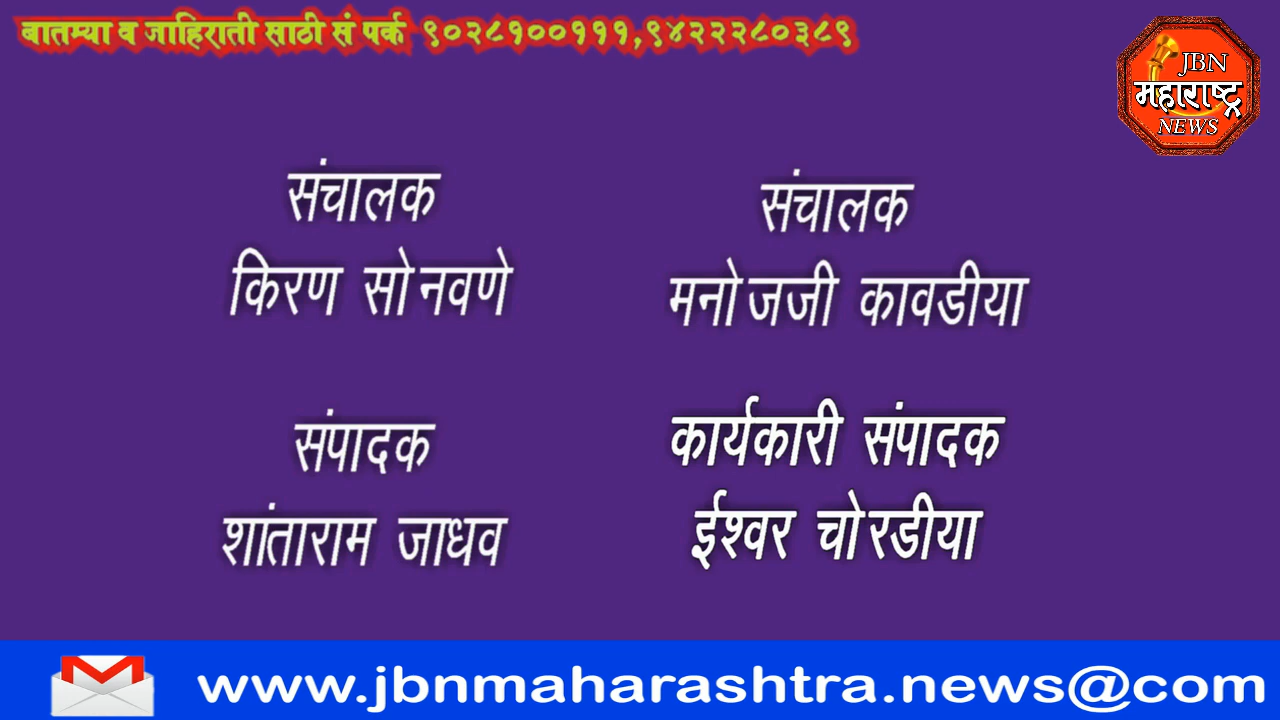 बातम्या व जाहिराती साठी सं पर्क ९०२८१००१११,९४२२२८०३८९
JBN
महाराष्ट्र
NEWS
संचालक
किरण सोनवणे
संचालक
मनोजजी कावडीया
संपादक
शांताराम जाधव
कार्यकारी संपादक
ईश्वर चोरडीया
www.jbnmaharashtra.news@com